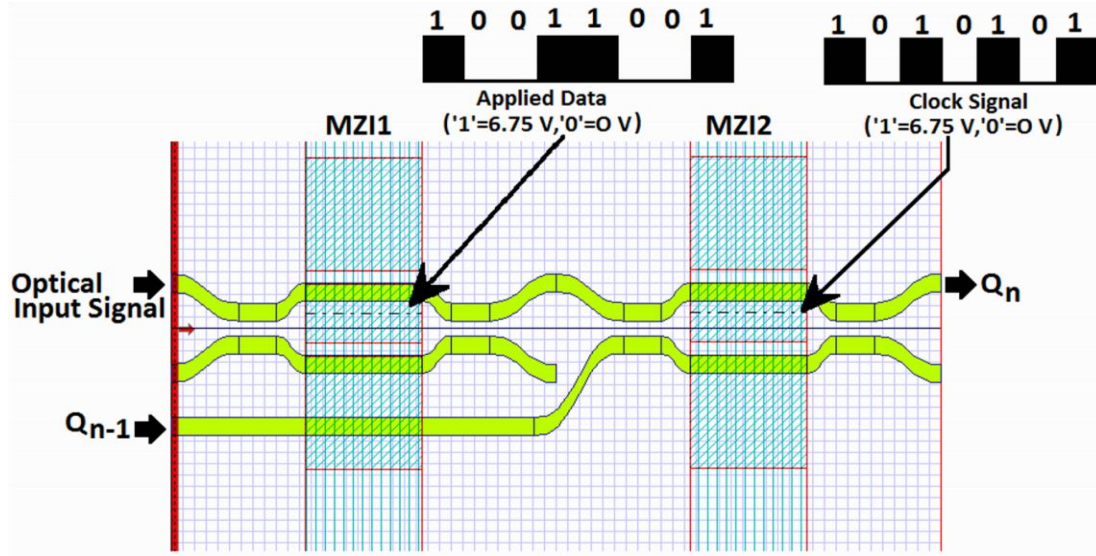 1 0 0 1 1 0 0 1
1 0 1 0 1 0 1
Applied Data
('1'=6.75 V,'0'=O V)
Clock Signal
('1'=6.75 V,'0'=O V)
MZI1
MZI2
Optical
Input Signal
Qn
Qn-1